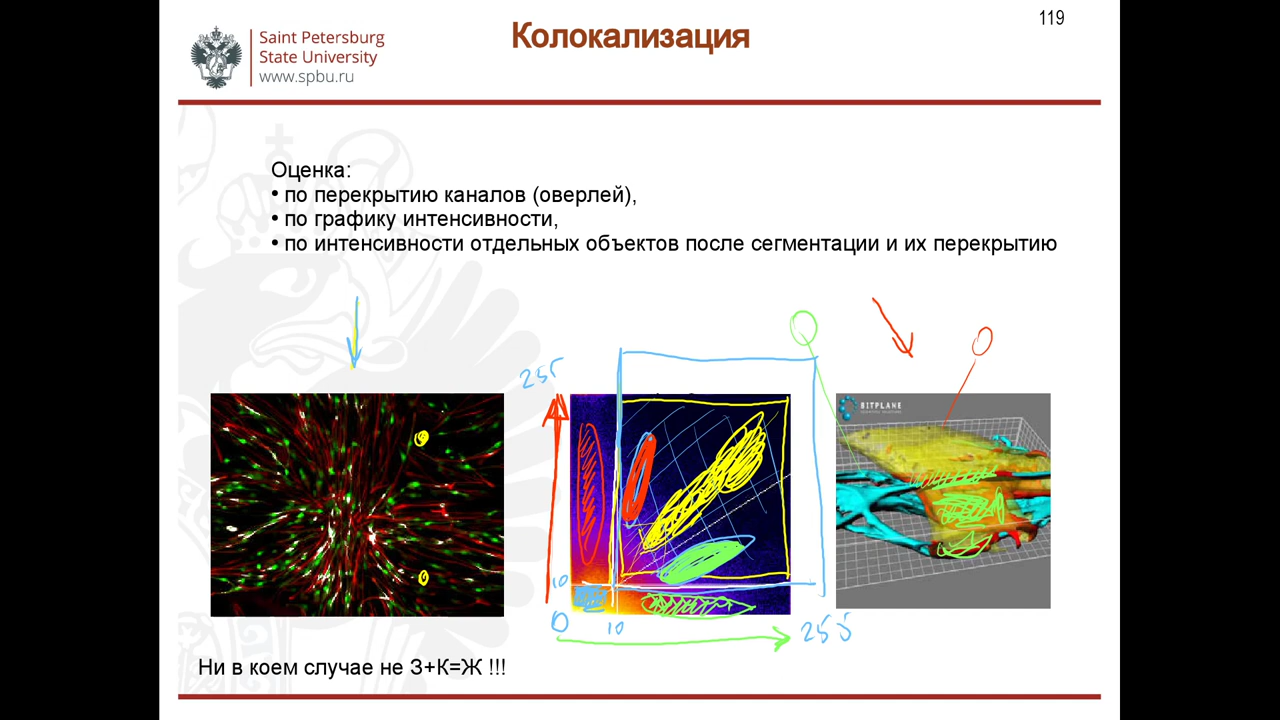 119
Saint Petersburg
State University
www.spbu.ru
Колокализация
Оценка:
• по перекрытию каналов (оверлей),
• по графику интенсивности,
• по интенсивности отдельных объектов после сегментации и их перекрытию
255
BITPLANE
10
0
10
255
Ни в коем случае не З+К=Ж !!!